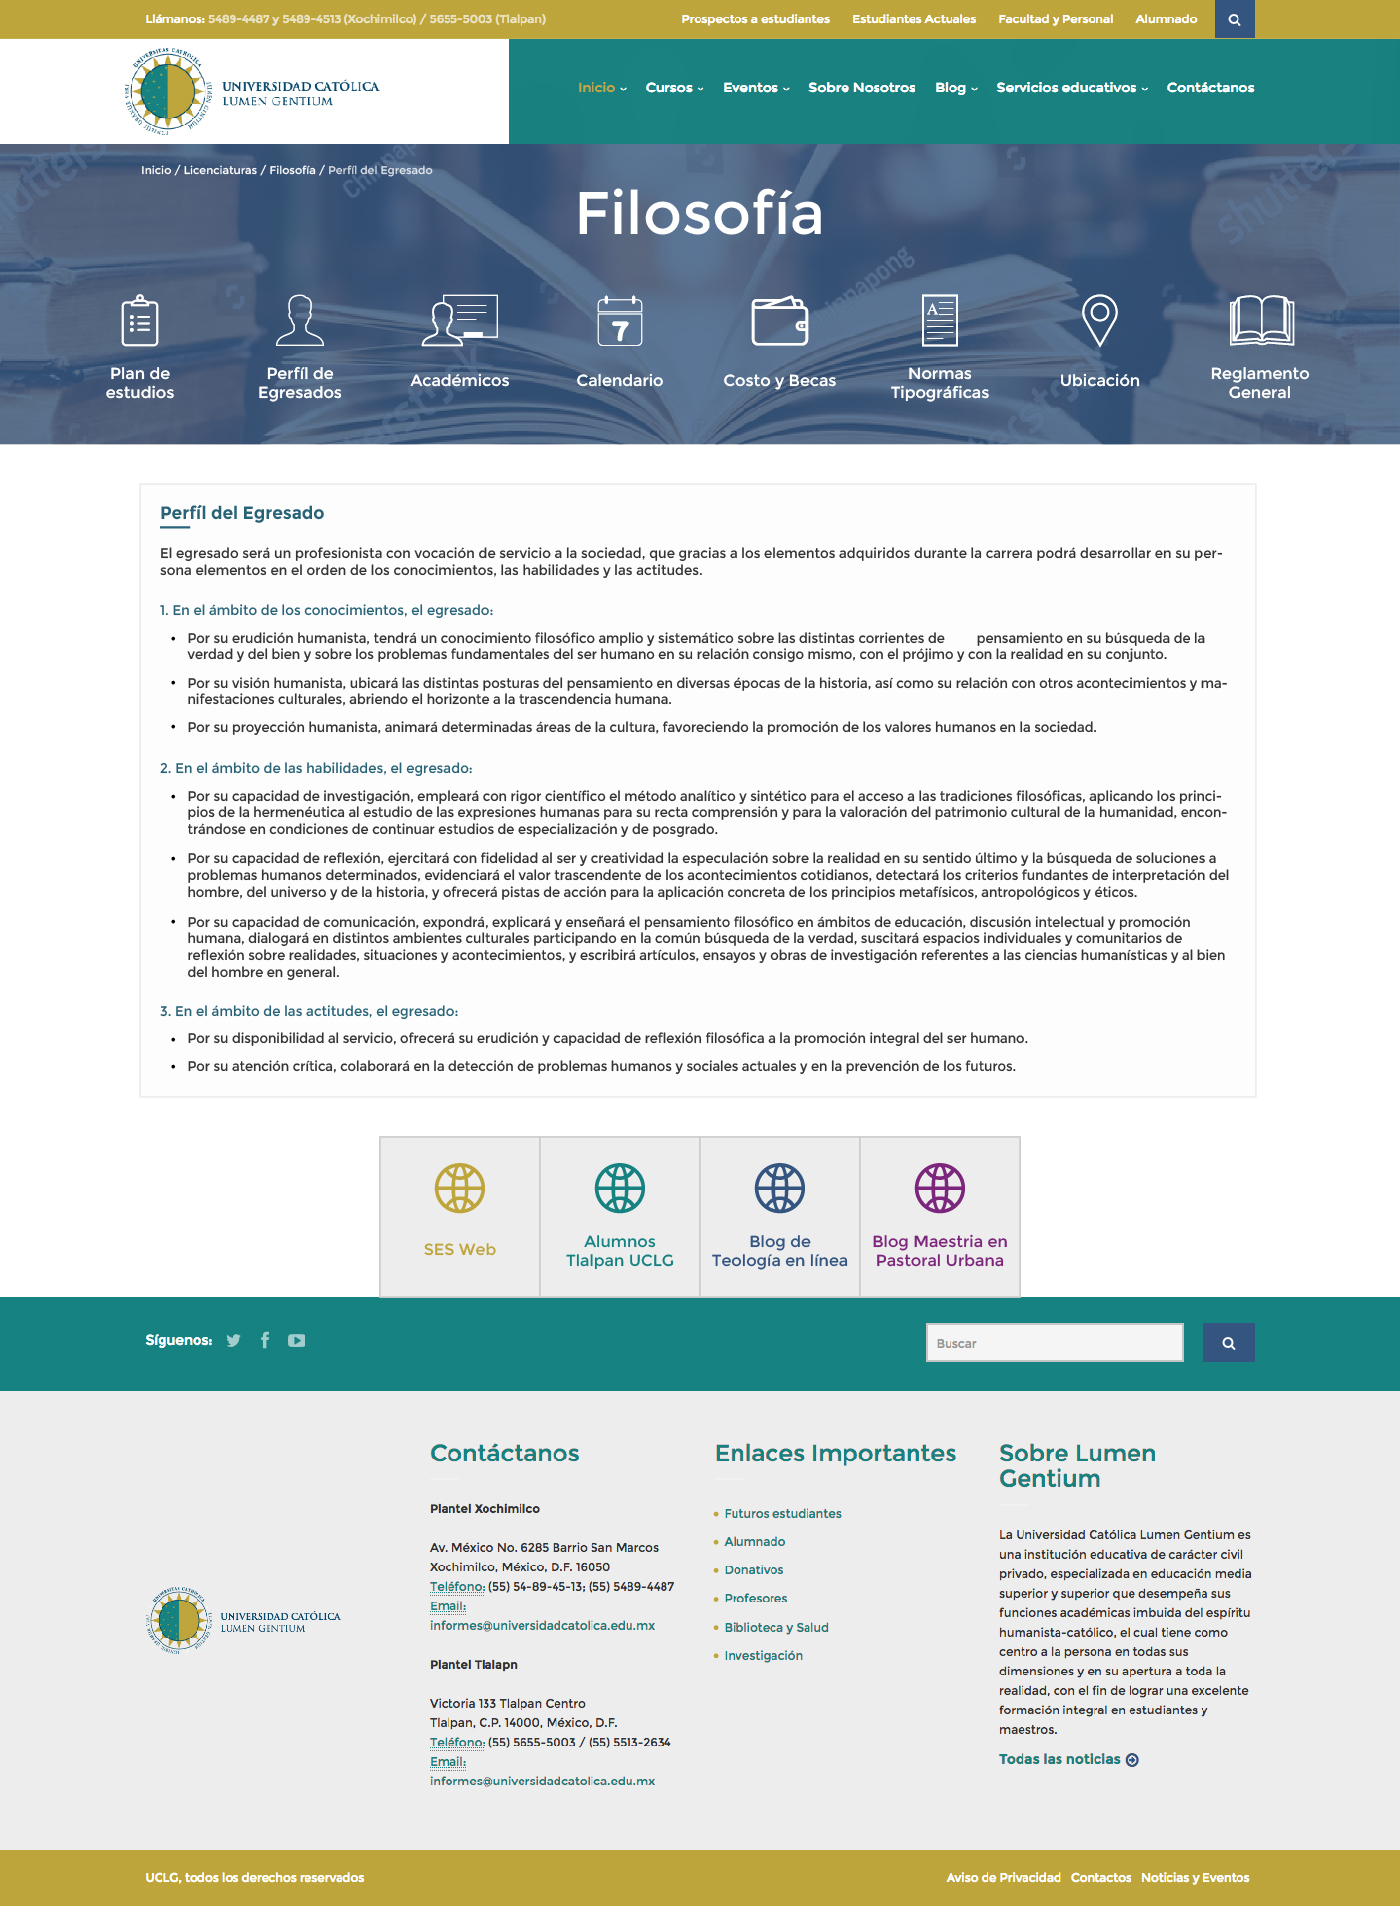 Llámanos: 5489-4487 y 5489-4513 (Xochimilco) / 5655-5003 (Tlalpan)
Prospectos a estudiantes Estudiantes Actuales Facultad y Personal Alumnado
UNIVERSIDAD CATÓLICA
LUMEN GENTIUM
Inicio Cursos Eventos Sobre Nosotros Blog Servicios educativos Contáctanos
Inicio / Licenciaturas / Filosofía / Perfíl del Egresado
Filosofía
Plan de
estudios
Perfíl de
Egresados
Académicos
7
Calendario
Costo y Becas
A
Normas
Tipográficas
Ubicación
Reglamento
General
Perfíl del Egresado
El egresado será un profesionista con vocación de servicio a la sociedad, que gracias a los elementos adquiridos durante la carrera podrá desarrollar en su per-
sona elementos en el orden de los conocimientos, las habilidades y las actitudes.
1. En el ámbito de los conocimientos, el egresado:
• Por su erudición humanista, tendrá un conocimiento filosófico amplio y sistemático sobre las distintas corrientes de pensamiento en su búsqueda de la
verdad y del bien y sobre los problemas fundamentales del ser humano en su relación consigo mismo, con el prójimo y con la realidad en su conjunto.
• Por su visión humanista, ubicará las distintas posturas del pensamiento en diversas épocas de la historia, así como su relación con otros acontecimientos y ma-
nifestaciones culturales, abriendo el horizonte a la trascendencia humana.
• Por su proyección humanista, animará determinadas áreas de la cultura, favoreciendo la promoción de los valores humanos en la sociedad.
2. En el ámbito de las habilidades, el egresado:
• Por su capacidad de investigación, empleará con rigor científico el método analítico y sintético para el acceso a las tradiciones filosóficas, aplicando los princi-
pios de la hermenéutica al estudio de las expresiones humanas para su recta comprensión y para la valoración del patrimonio cultural de la humanidad, encon-
trándose en condiciones de continuar estudios de especialización y de posgrado.
• Por su capacidad de reflexión, ejercitará con fidelidad al ser y creatividad la especulación sobre la realidad en su sentido último y la búsqueda de soluciones a
problemas humanos determinados, evidenciará el valor trascendente de los acontecimientos cotidianos, detectará los criterios fundantes de interpretación del
hombre, del universo y de la historia, y ofrecerá pistas de acción para la aplicación concreta de los principios metafísicos, antropológicos y éticos.
• Por su capacidad de comunicación, expondrá, explicará y enseñará el pensamiento filosófico en ámbitos de educación, discusión intelectual y promoción
humana, dialogará en distintos ambientes culturales participando en la común búsqueda de la verdad, suscitará espacios individuales y comunitarios de
reflexión sobre realidades, situaciones y acontecimientos, y escribirá artículos, ensayos y obras de investigación referentes a las ciencias humanísticas y al bien
del hombre en general.
3. En el ámbito de las actitudes, el egresado:
• Por su disponibilidad al servicio, ofrecerá su erudición y capacidad de reflexión filosófica a la promoción integral del ser humano.
• Por su atención crítica, colaborará en la detección de problemas humanos y sociales actuales y en la prevención de los futuros.
SES Web
Alumnos
Tlalpan UCLG
Blog de
Teología en línea
Blog Maestria en
Pastoral Urbana
Síguenos:
Buscar
UNIVERSIDAD CATÓLICA
LUMEN GENTIUM
Contáctanos
Plantel Xochimilco
Av. México No. 6285 Barrio San Marcos
Xochimilco, México, D.F. 16050
Teléfono: (55) 54-89-45-13; (55) 5489-4487
Email:
informes@universidadcatolica.edu.mx
Plantel Tlalapn
Victoria 133 Tlalpan Centro
Tlalpan, C.P. 14000, México, D.F.
Teléfono: (55) 5655-5003 / (55) 5513-2634
Email:
informes@universidadcatolica.edu.mx
Enlaces Importantes
Futuros estudiantes
Alumnado
Donativos
Profesores
Biblioteca y Salud
Investigación
Sobre Lumen
Gentium
La Universidad Católica Lumen Gentium es
una institución educativa de carácter civil
privado, especializada en educación media
superior y superior que desempeña sus
funciones académicas imbuida del espíritu
humanista-católico, el cual tiene como
centro a la persona en todas sus
dimensiones y en su apertura a toda la
realidad, con el fin de lograr una excelente
formación integral en estudiantes y
maestros.
Todas las noticias
UCLG, todos los derechos reservados
Aviso de Privacidad Contactos Noticias y Eventos